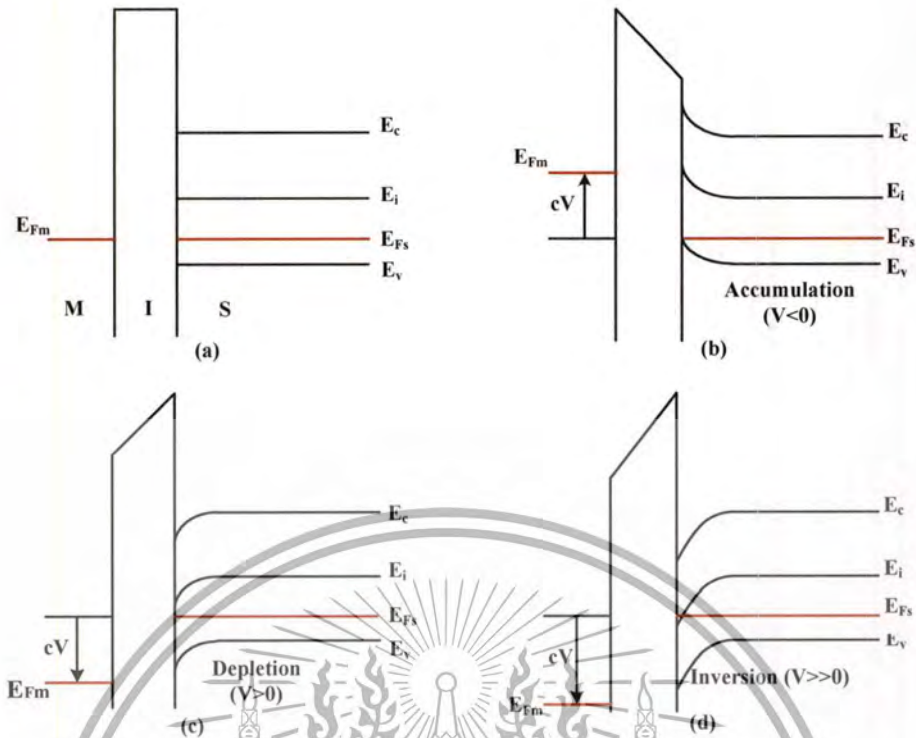 E_Fm
E_c
E_i
E_Fs
E_v
M I S
(a)
E_Fm
cV
E_c
E_i
E_Fs
E_v
Accumulation
(V<0)
(b)
cV
E_Fm
E_c
E_i
E_Fs
E_v
Depletion
(V>0)
(c)
cV
E_Fm
E_c
E_i
E_Fs
E_v
Inversion (V>>0)
(d)